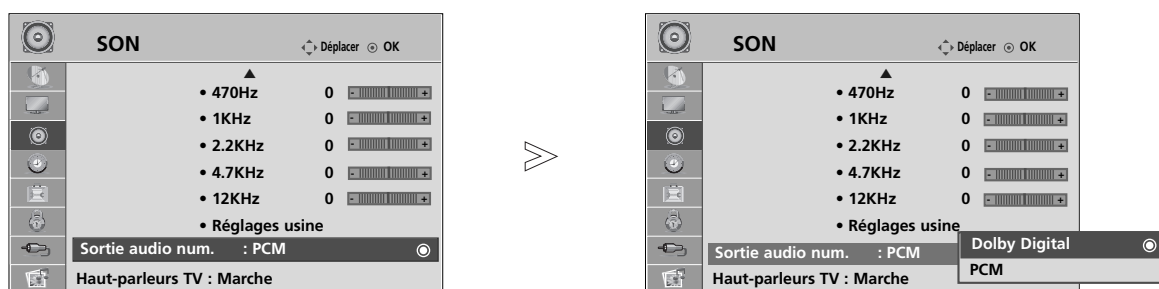 SON
Déplacer OK
• 470Hz 0 - +
• 1KHz 0 - +
• 2.2KHz 0 - +
• 4.7KHz 0 - +
• 12KHz 0 - +
• Réglages usine
Sortie audio num. : PCM
Haut-parleurs TV : Marche
SON
Déplacer OK
• 470Hz 0 - +
• 1KHz 0 - +
• 2.2KHz 0 - +
• 4.7KHz 0 - +
• 12KHz 0 - +
• Réglages usine
Sortie audio num. : PCM
Dolby Digital
PCM
Haut-parleurs TV : Marche